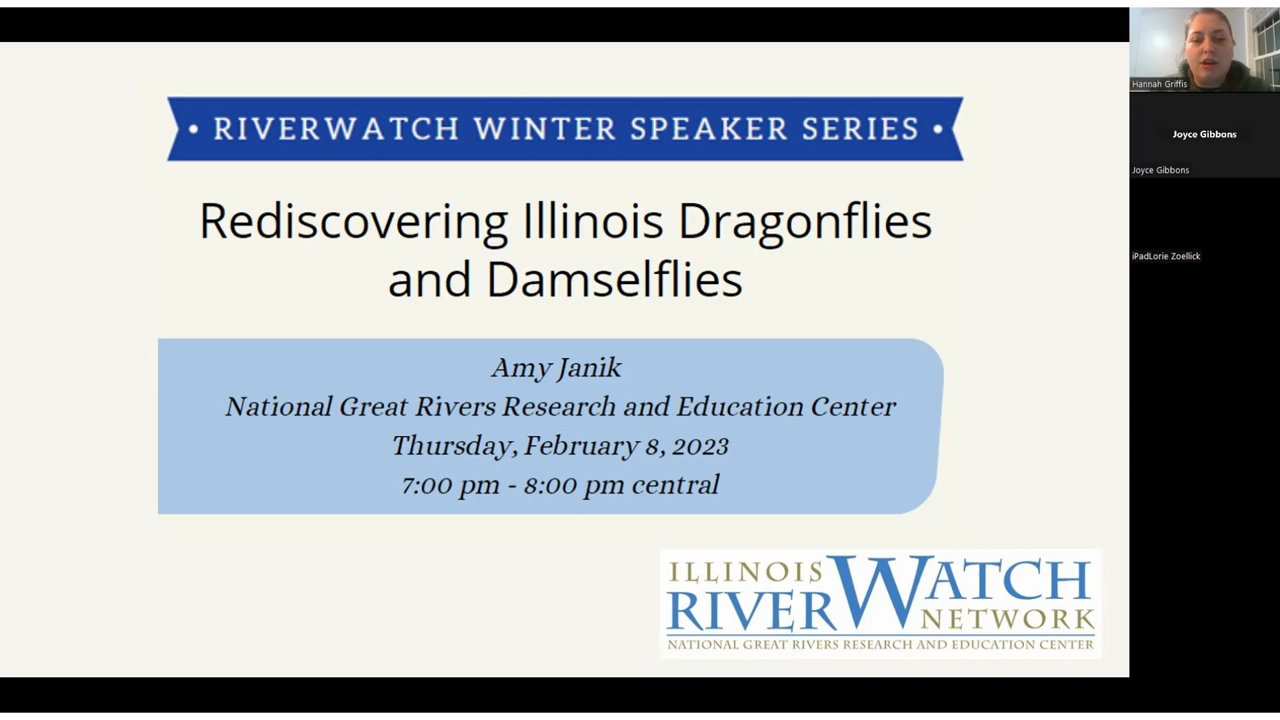 • RIVERWATCH WINTER SPEAKER SERIES •
Rediscovering Illinois Dragonflies
and Damselflies
Amy Janik
National Great Rivers Research and Education Center
Thursday, February 8, 2023
7:00 pm - 8:00 pm central
ILLINOIS
RIVERWATCH
NETWORK
NATIONAL GREAT RIVERS RESEARCH AND EDUCATION CENTER
Hannah Griffis
Joyce Gibbons
Joyce Gibbons
iPadLorie Zoellick